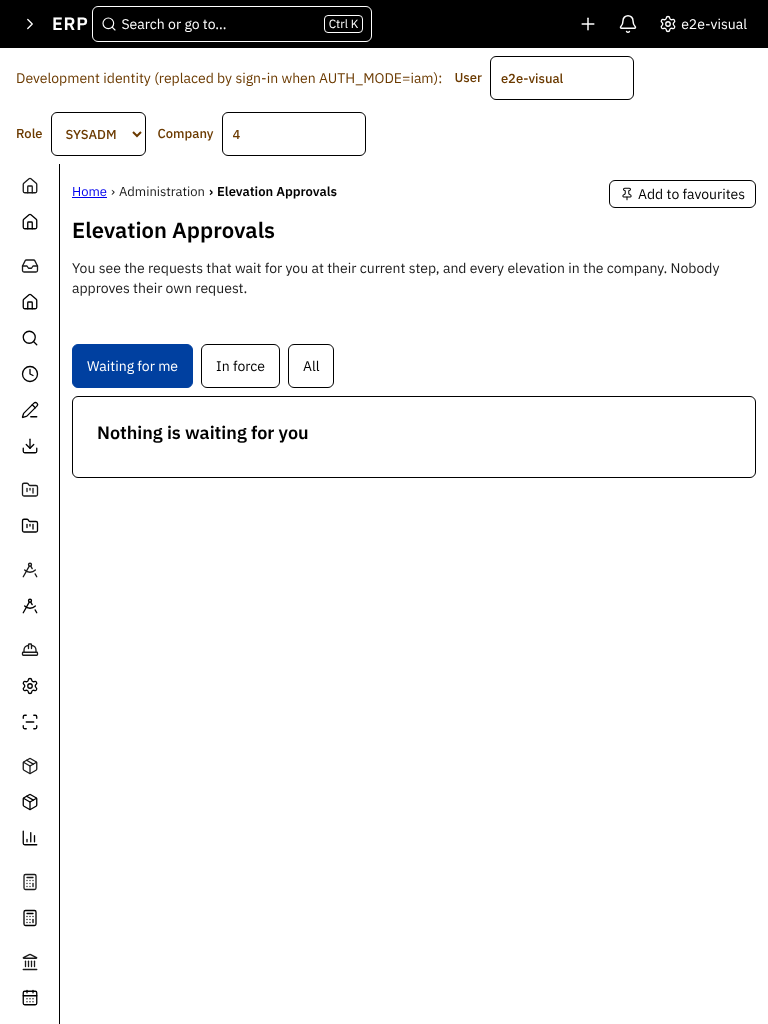 ERP Search or go to... Ctrl K e2e-visual
Development identity (replaced by sign-in when AUTH_MODE=iam): User e2e-visual
Role SYSADM Company 4
Home › Administration › Elevation Approvals Add to favourites
Elevation Approvals
You see the requests that wait for you at their current step, and every elevation in the company. Nobody
approves their own request.
Waiting for me In force All
Nothing is waiting for you